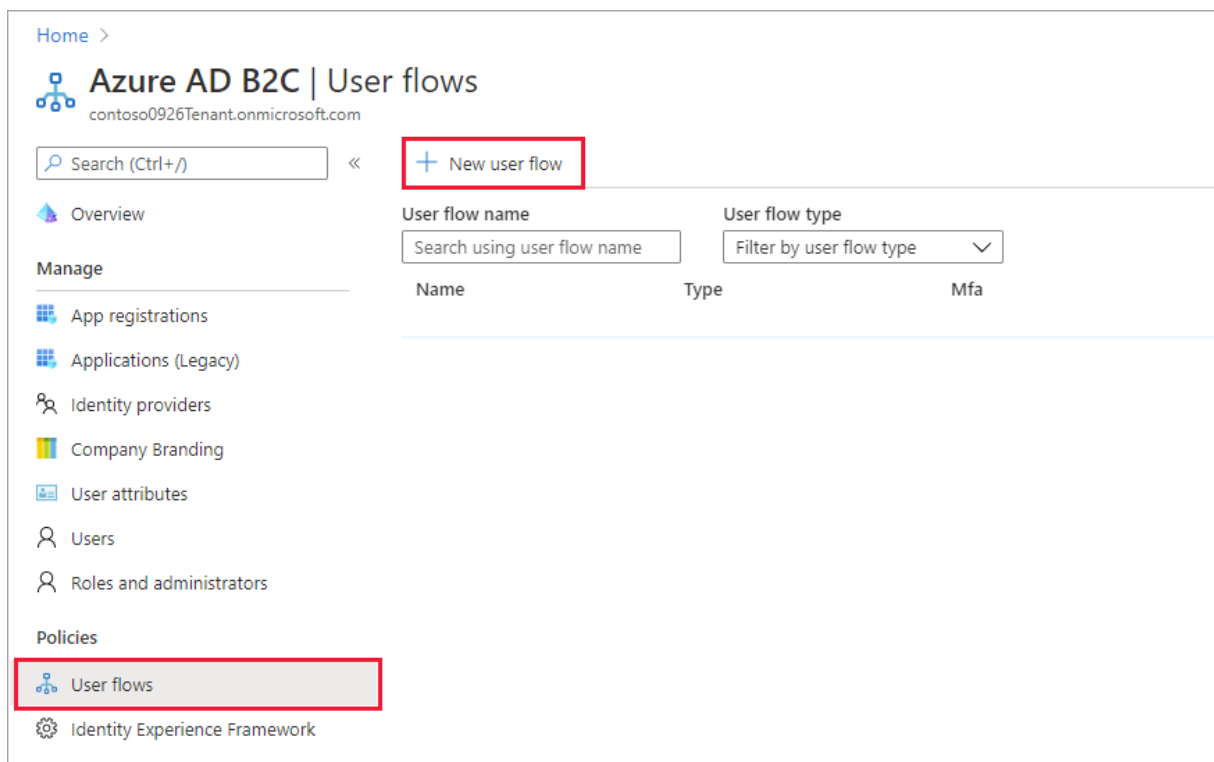 Home >
Azure AD B2C | User flows
contoso0926Tenant.onmicrosoft.com
Search (Ctrl+/)
«
Overview
Manage
App registrations
Applications (Legacy)
Identity providers
Company Branding
User attributes
Users
Roles and administrators
Policies
User flows
Identity Experience Framework
+ New user flow
User flow name User flow type
Search using user flow name Filter by user flow type
Name Type Mfa